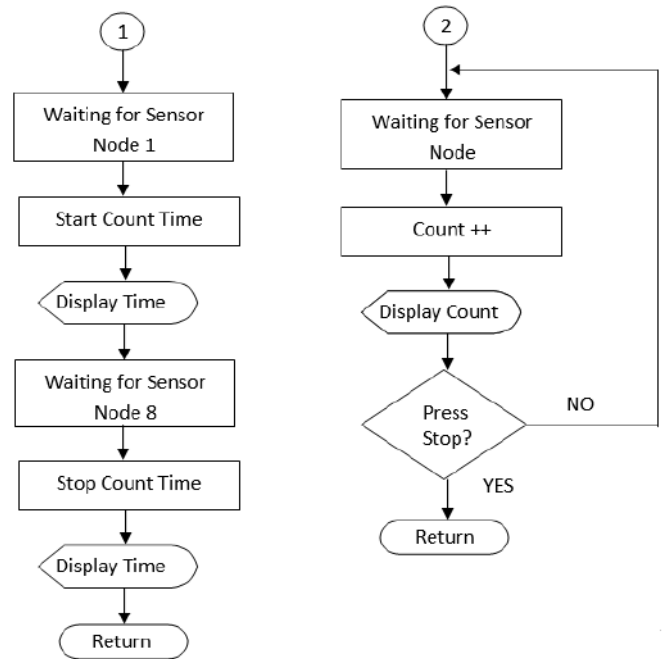 1
Waiting for Sensor
Node 1
Start Count Time
Display Time
Waiting for Sensor
Node 8
Stop Count Time
Display Time
Return
2
Waiting for Sensor
Node
Count ++
Display Count
Press
Stop?
NO
YES
Return